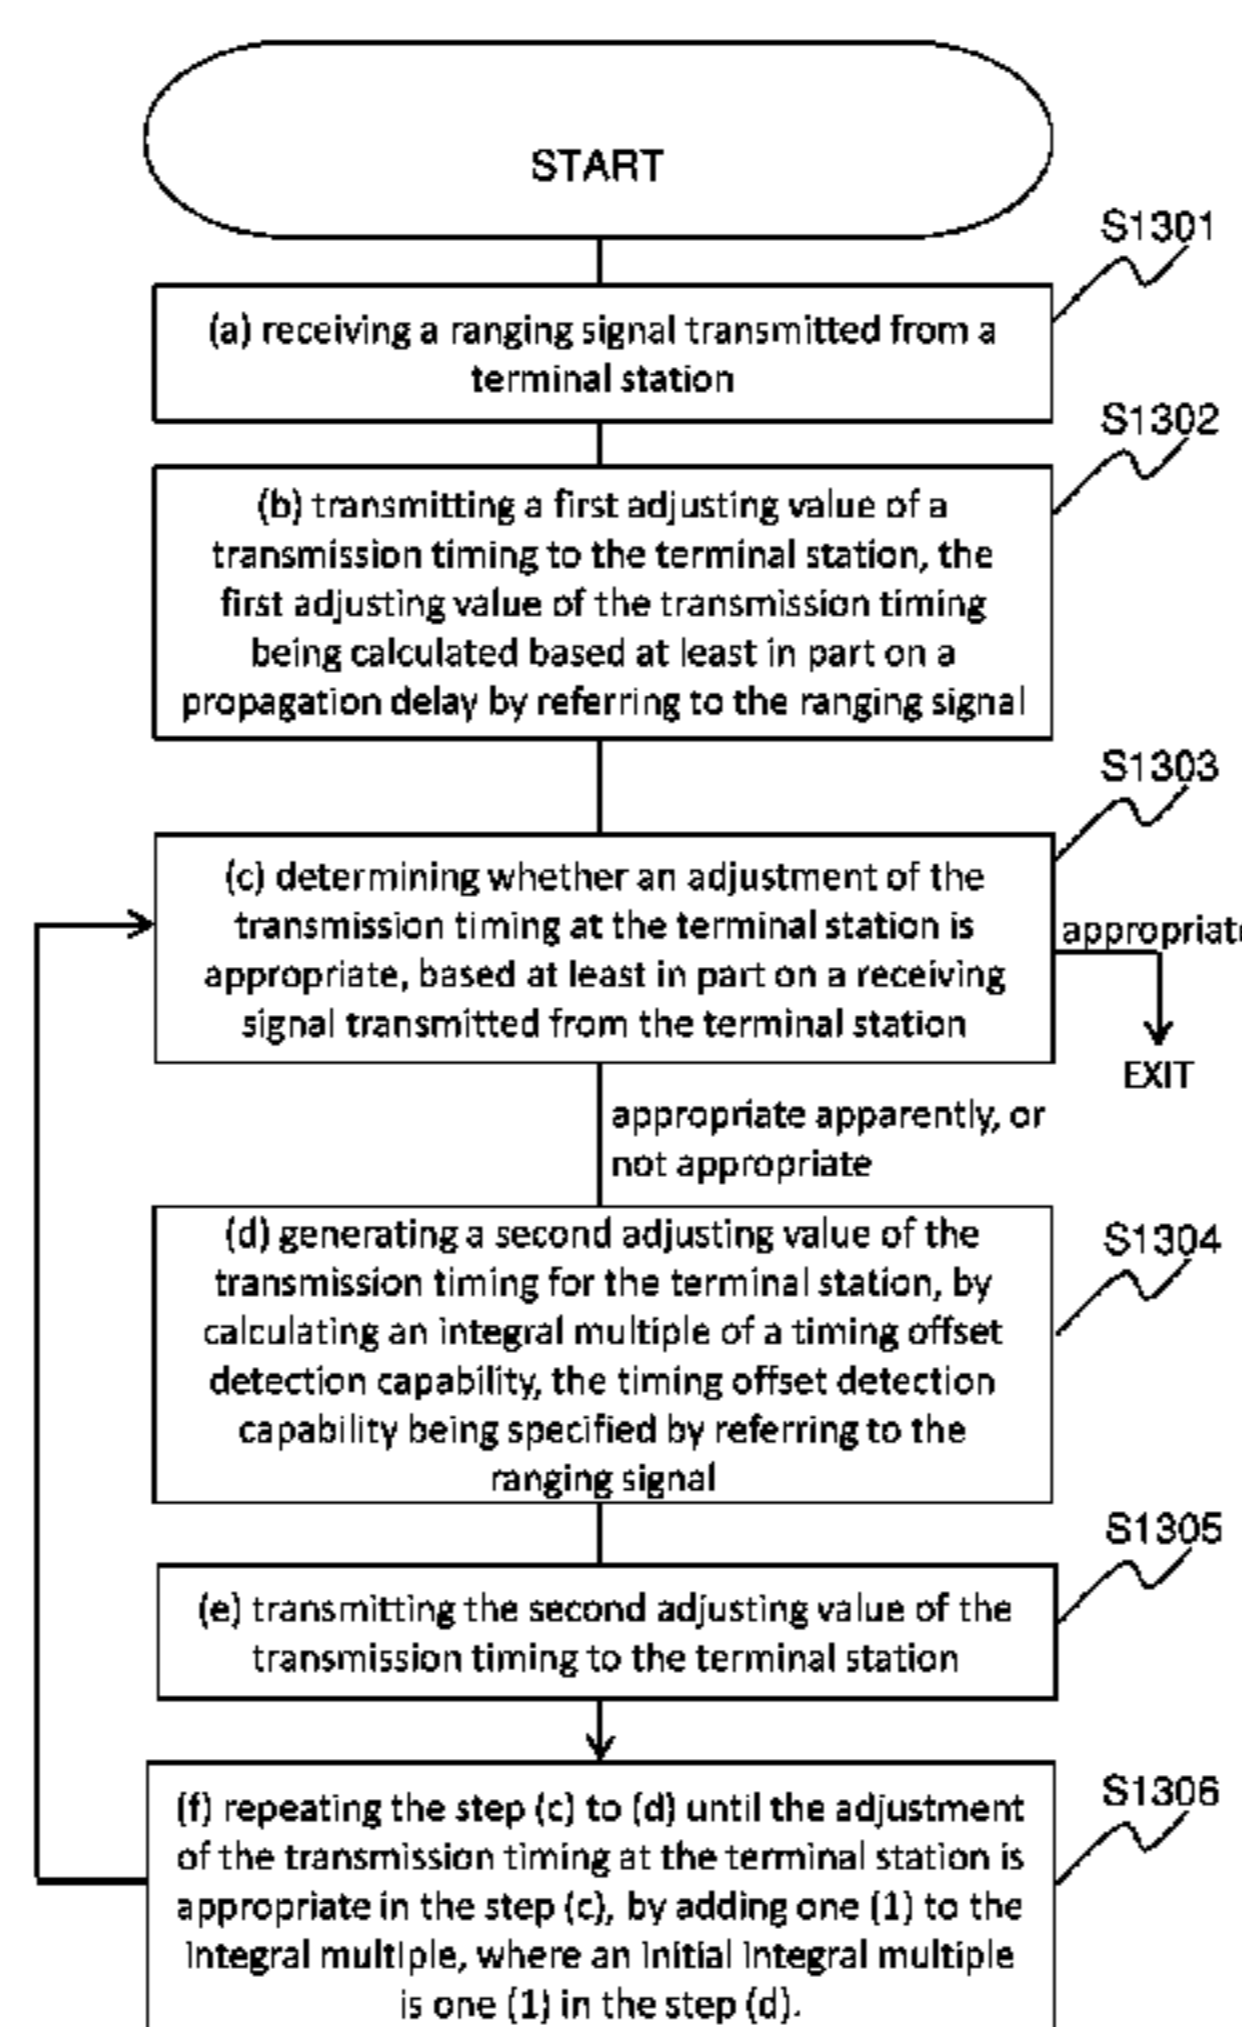 START
S1301
(a) receiving a ranging signal transmitted from a
terminal station
S1302
(b) transmitting a first adjusting value of a
transmission timing to the terminal station, the
first adjusting value of the transmission timing
being calculated based at least in part on a
propagation delay by referring to the ranging signal
S1303
(c) determining whether an adjustment of the
transmission timing at the terminal station is
appropriate, based at least in part on a receiving
signal transmitted from the terminal station
appropriate
EXIT
appropriate apparently, or
not appropriate
S1304
(d) generating a second adjusting value of the
transmission timing for the terminal station, by
calculating an integral multiple of a timing offset
detection capability, the timing offset detection
capability being specified by referring to the
ranging signal
S1305
(e) transmitting the second adjusting value of the
transmission timing to the terminal station
S1306
(f) repeating the step (c) to (d) until the adjustment
of the transmission timing at the terminal station is
appropriate in the step (c), by adding one (1) to the
integral multiple, where an initial integral multiple
is one (1) in the step (d).